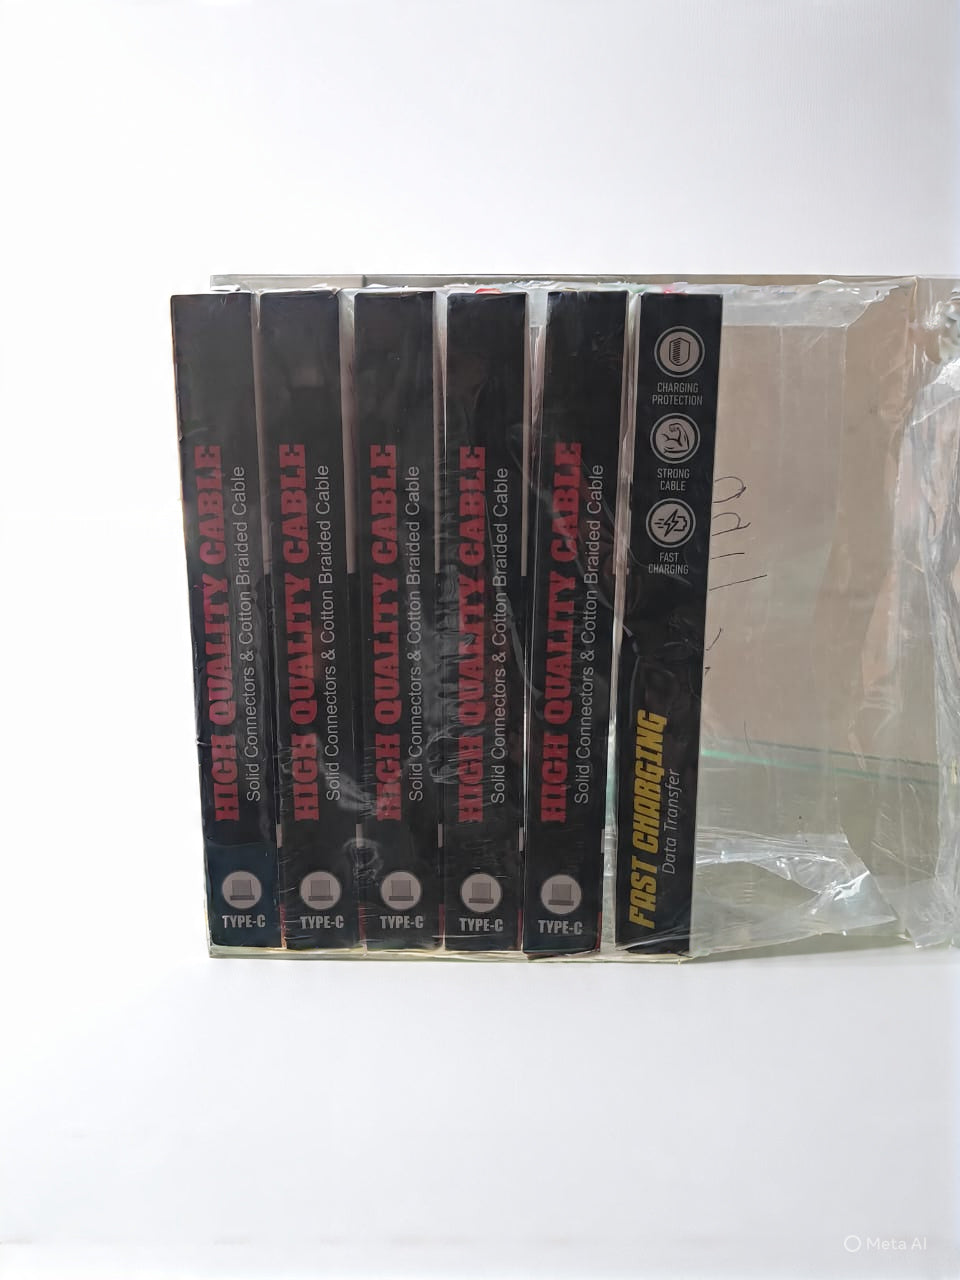 HIGH QUALITY CABLE
Solid Connectors & Cotton Braided Cable
TYPE-C
HIGH QUALITY CABLE
Solid Connectors & Cotton Braided Cable
TYPE-C
HIGH QUALITY CABLE
Solid Connectors & Cotton Braided Cable
TYPE-C
HIGH QUALITY CABLE
Solid Connectors & Cotton Braided Cable
TYPE-C
HIGH QUALITY CABLE
Solid Connectors & Cotton Braided Cable
TYPE-C
CHARGING
PROTECTION
STRONG
CABLE
FAST
CHARGING
FAST CHARGING
Data Transfer
Meta AI